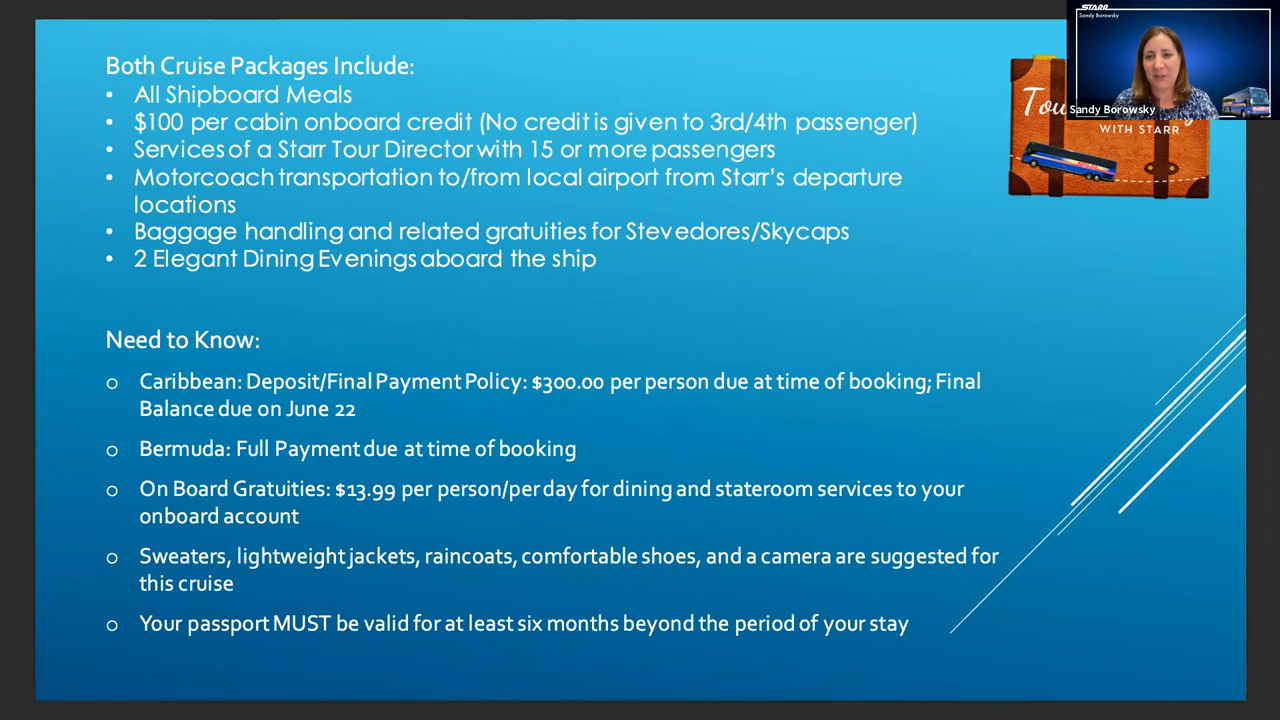 Both Cruise Packages Include:
• All Shipboard Meals
• $100 per cabin onboard credit (No credit is given to 3rd/4th passenger)
• Services of a Starr Tour Director with 15 or more passengers
• Motorcoach transportation to/from local airport from Starr's departure
locations
• Baggage handling and related gratuities for Stevedores/Skycaps
• 2 Elegant Dining Evenings aboard the ship
Need to Know:
o Caribbean: Deposit/Final Payment Policy: $300.00 per person due at time of booking; Final
Balance due on June 22
o Bermuda: Full Payment due at time of booking
o On Board Gratuities: $13.99 per person/per day for dining and stateroom services to your
onboard account
o Sweaters, lightweight jackets, raincoats, comfortable shoes, and a camera are suggested for
this cruise
o Your passport MUST be valid for at least six months beyond the period of your stay
STARR
Sandy Borowsky
Sandy Borowsky
WITH STARR